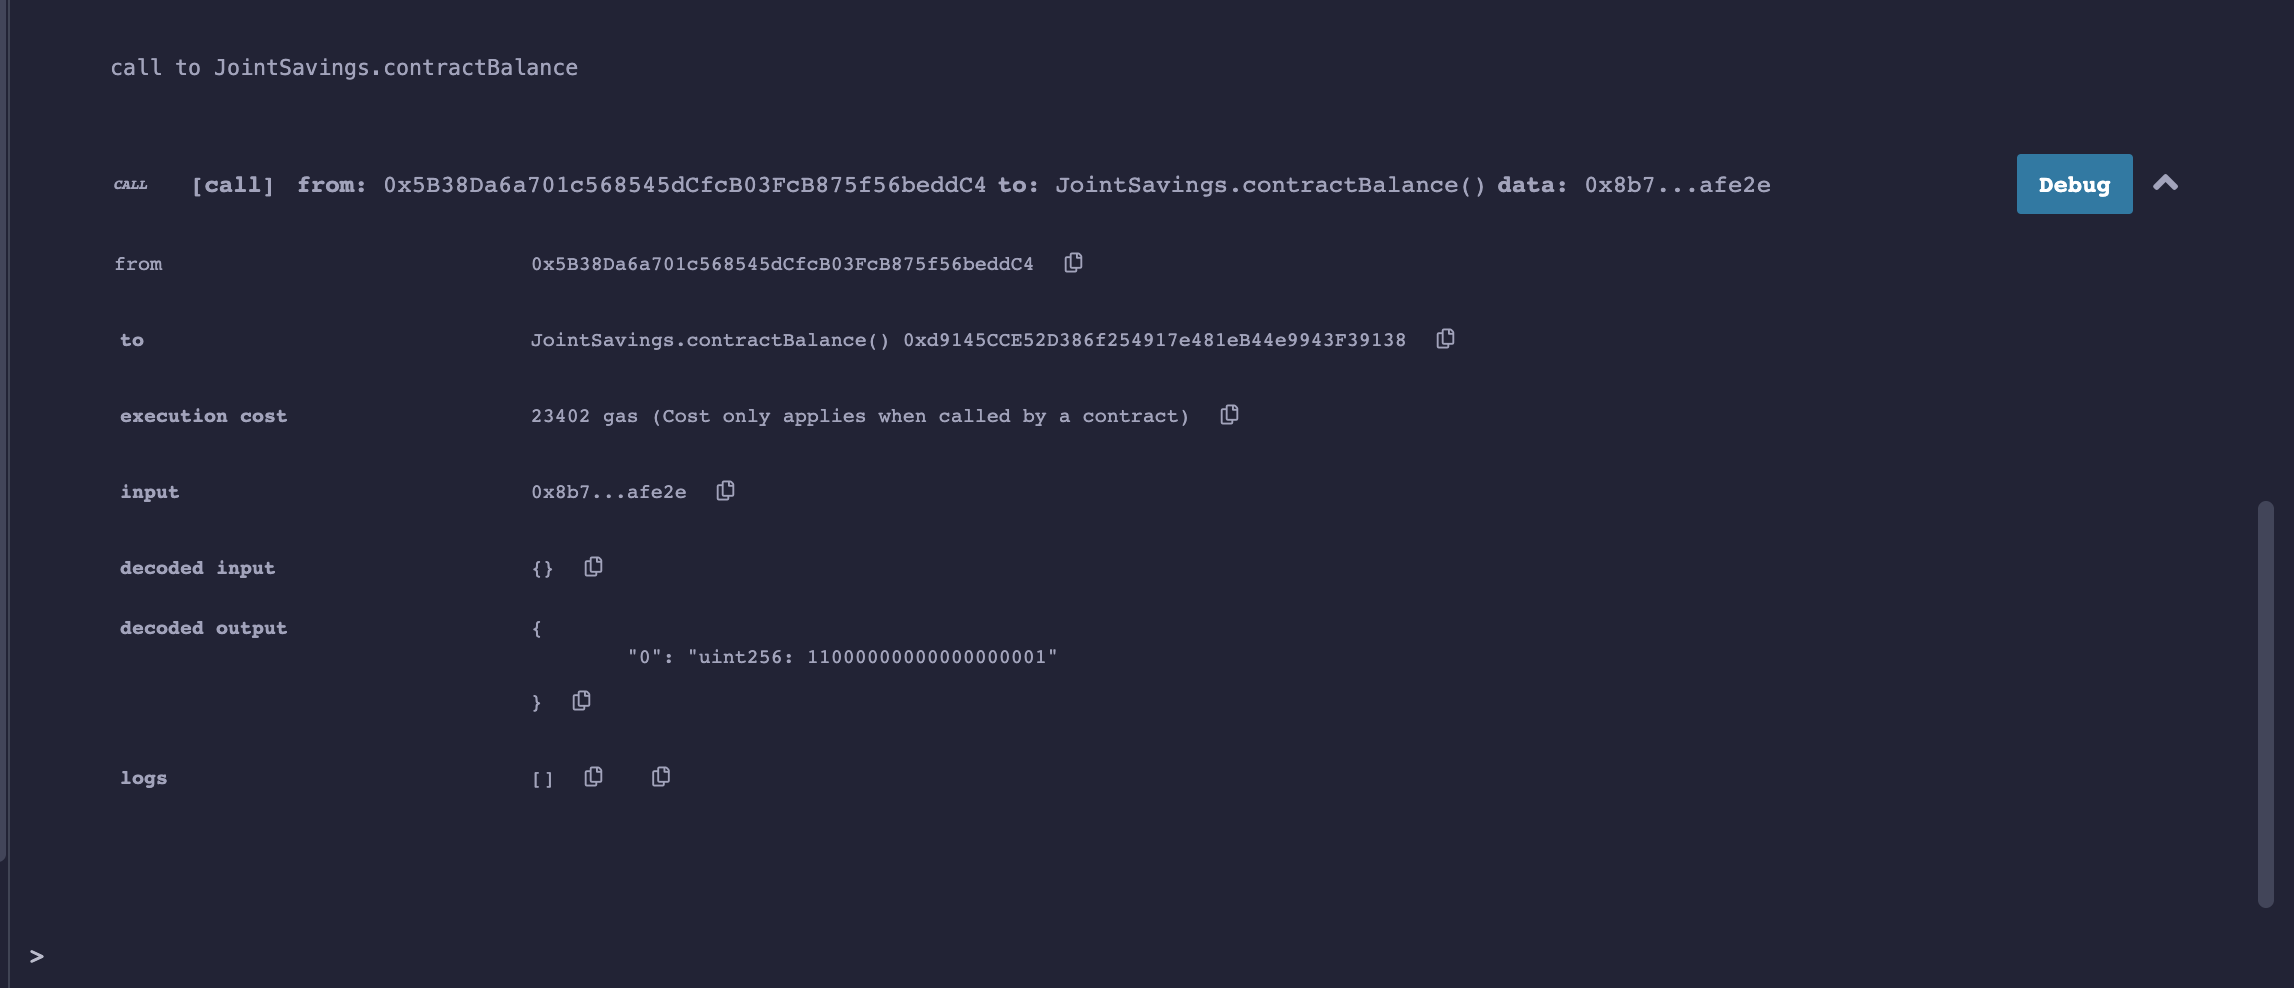 call to JointSavings.contractBalance
CALL [call] from: 0x5B38Da6a701c568545dCfcB03FcB875f56beddC4 to: JointSavings.contractBalance() data: 0x8b7...afe2e Debug
from 0x5B38Da6a701c568545dCfcB03FcB875f56beddC4
to JointSavings.contractBalance() 0xd9145CCE52D386f254917e481eB44e9943F39138
execution cost 23402 gas (Cost only applies when called by a contract)
input 0x8b7...afe2e
decoded input {}
decoded output {
"0": "uint256: 11000000000000000001"
}
logs []
>